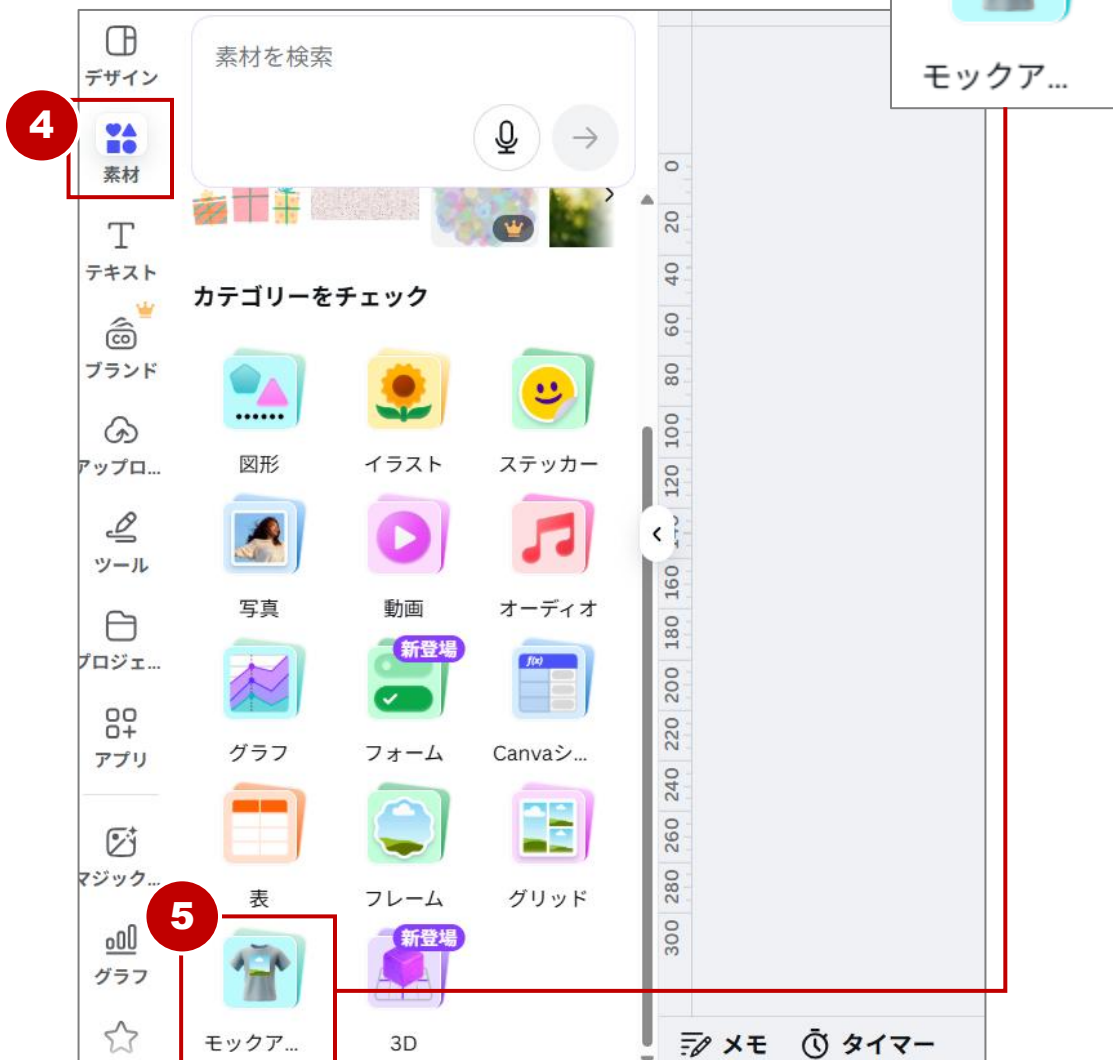 モックア...
4
デザイン
素材
テキスト
ブランド
アップロ...
ツール
プロジェ...
アプリ
マジック...
グラフ
素材を検索
カテゴリーをチェック
図形
イラスト
ステッカー
写真
動画
オーディオ
新登場
f(x)
グラフ
フォーム
Canvaシ...
表
フレーム
グリッド
5
新登場
モックア...
3D
0
20
40
60
80
100
120
160
180
200
220
240
260
280
300
メモ
タイマー
CO